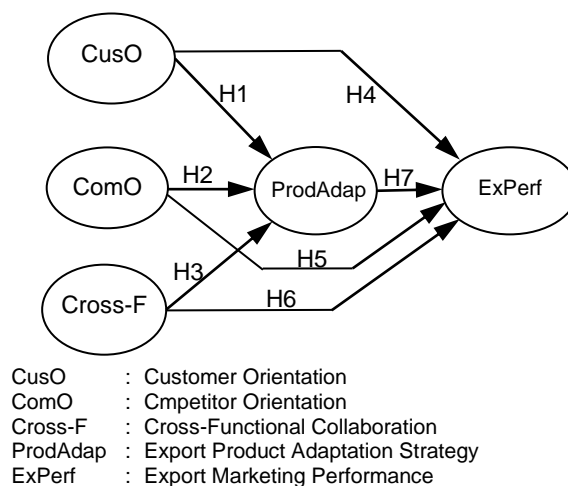 CusO
H1
H4
ComO
H2
ProdAdap
H7
ExPerf
H3
H5
Cross-F
H6
CusO : Customer Orientation
ComO : Cmpetitor Orientation
Cross-F : Cross-Functional Collaboration
ProdAdap : Export Product Adaptation Strategy
ExPerf : Export Marketing Performance